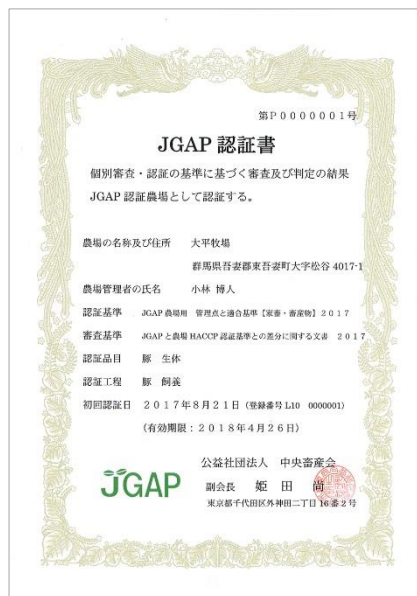 第P0000001号
JGAP 認証書
個別審査・認証の基準に基づく審査及び判定の結果
JGAP 認証農場として認証する。
農場の名称及び住所 大平牧場
群馬県吾妻郡東吾妻町大字松谷 4017-1
農場管理者の氏名 小林 博人
認証基準 JGAP 農場用 管理点と適合基準【家畜・畜産物】2017
審査基準 JGAPと農場 HACCP 認証基準との差分に関する文書 2017
認証品目 豚 生体
認証工程 豚 飼養
初回認証日 2017年8月21日 (登録番号 L10 0000001)
(有効期限:2018年4月26日)
公益社団法人 中央畜産会
JGAP
副会長 姫田 尚
東京都千代田区外神田二丁目16番2号